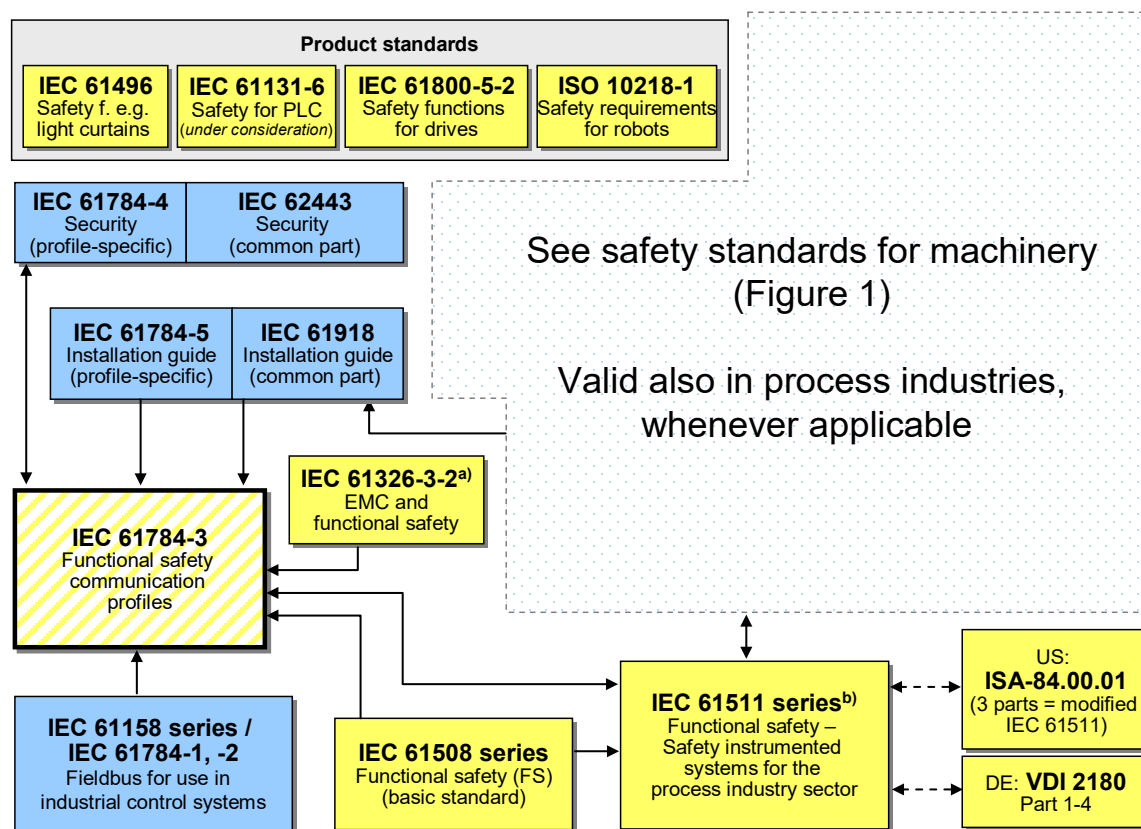 Product standards
IEC 61496
Safety f. e.g.
light curtains
IEC 61131-6
Safety for PLC
(under consideration)
IEC 61800-5-2
Safety functions
for drives
ISO 10218-1
Safety requirements
for robots
IEC 61784-4
Security
(profile-specific)
IEC 62443
Security
(common part)
See safety standards for machinery
(Figure 1)
Valid also in process industries,
whenever applicable
IEC 61784-5
Installation guide
(profile-specific)
IEC 61918
Installation guide
(common part)
IEC 61326-3-2a)
EMC and
functional safety
IEC 61784-3
Functional safety
communication
profiles
IEC 61158 series /
IEC 61784-1, -2
Fieldbus for use in
industrial control systems
IEC 61508 series
Functional safety (FS)
(basic standard)
IEC 61511 seriesb)
Functional safety –
Safety instrumented
systems for the
process industry sector
US:
ISA-84.00.01
(3 parts = modified
IEC 61511)
DE: VDI 2180
Part 1-4